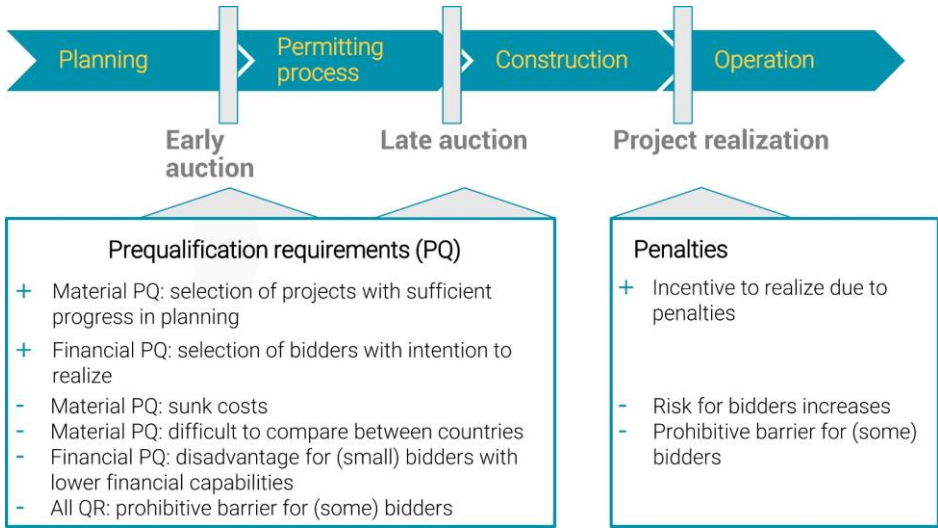 Planning
Permitting
process
Construction
Operation
Early
auction
Late auction
Project realization
Prequalification requirements (PQ)
+ Material PQ: selection of projects with sufficient
progress in planning
+ Financial PQ: selection of bidders with intention to
realize
- Material PQ: sunk costs
- Material PQ: difficult to compare between countries
- Financial PQ: disadvantage for (small) bidders with
lower financial capabilities
- All QR: prohibitive barrier for (some) bidders
Penalties
+ Incentive to realize due to
penalties
- Risk for bidders increases
- Prohibitive barrier for (some)
bidders